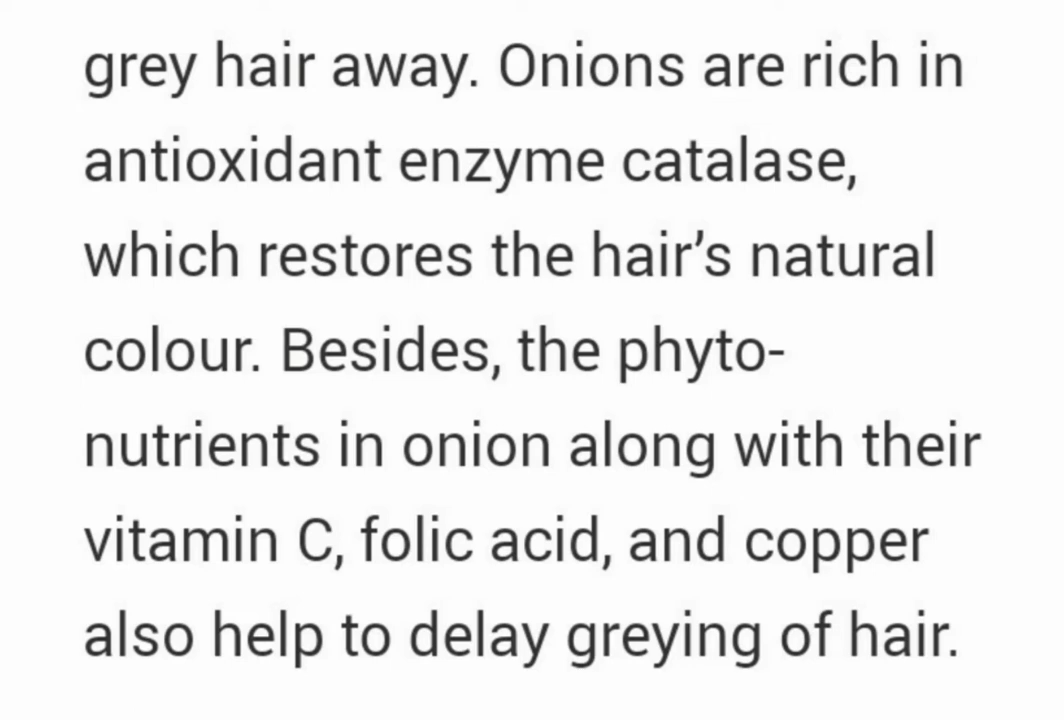 grey hair away. Onions are rich in
antioxidant enzyme catalase,
which restores the hair’s natural
colour. Besides, the phyto-
nutrients in onion along with their
vitamin C, folic acid, and copper
also help to delay greying of hair.